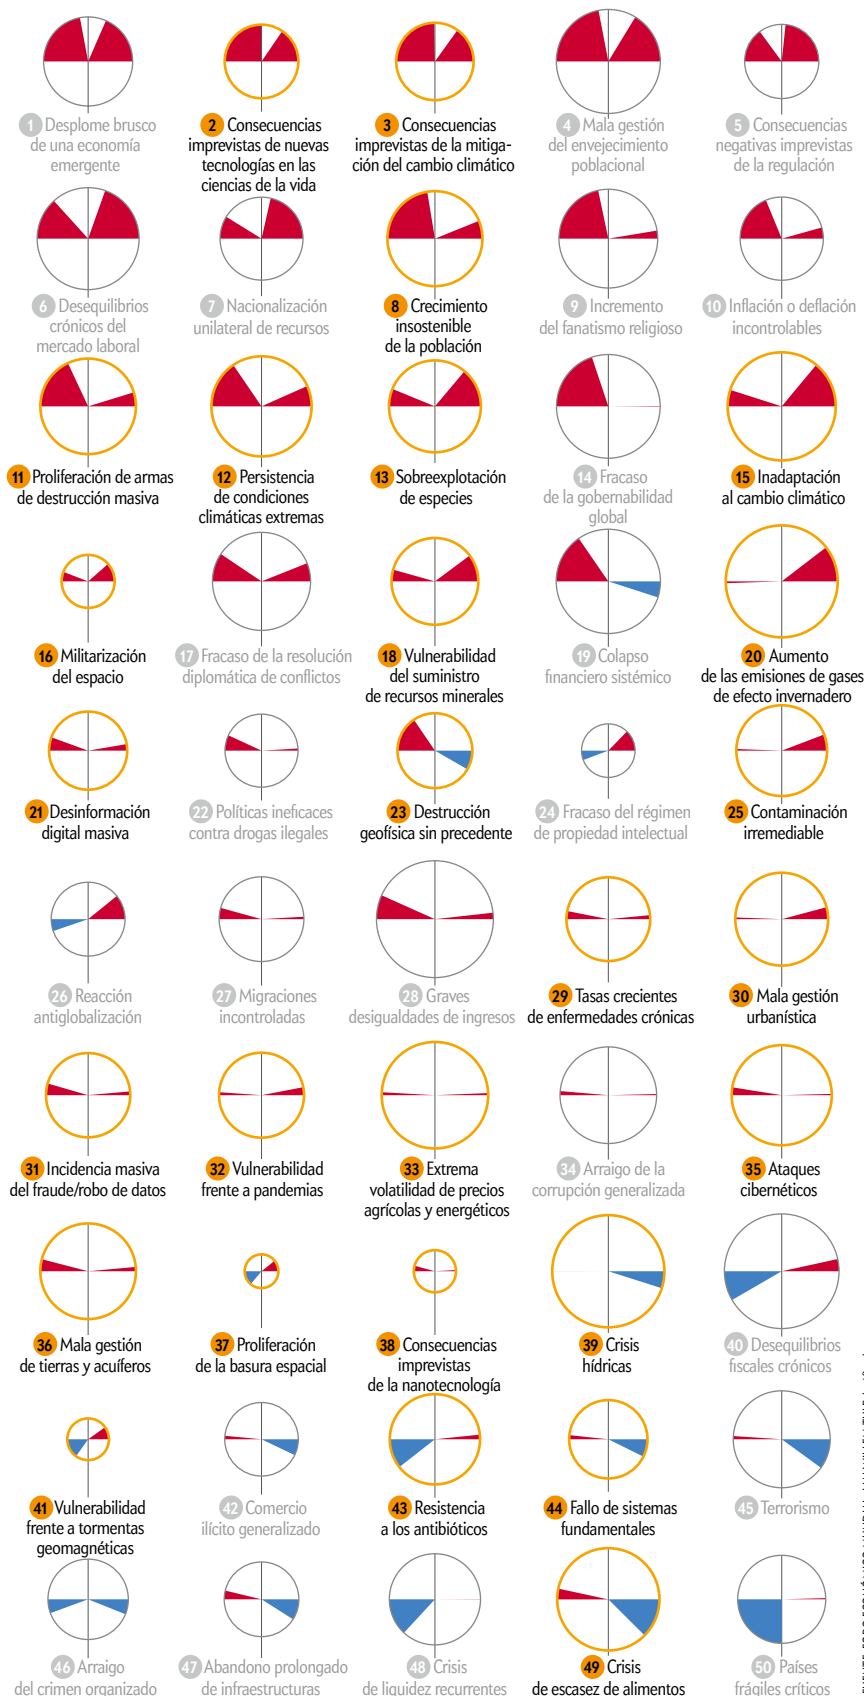 1 Desplome brusco
de una economía
emergente
2 Consecuencias
imprevistas de nuevas
tecnologías en las
ciencias de la vida
3 Consecuencias
imprevistas de la mitiga-
ción del cambio climático
4 Mala gestión
del envejecimiento
poblacional
5 Consecuencias
negativas imprevistas
de la regulación
6 Desequilibrios
crónicos del
mercado laboral
7 Nacionalización
unilateral de recursos
8 Crecimiento
insostenible
de la población
9 Incremento
del fanatismo religioso
10 Inflación o deflación
incontrolables
11 Proliferación de armas
de destrucción masiva
12 Persistencia
de condiciones
climáticas extremas
13 Sobreexplotación
de especies
14 Fracaso
de la gobernabilidad
global
15 Inadaptación
al cambio climático
16 Militarización
del espacio
17 Fracaso de la resolución
diplomática de conflictos
18 Vulnerabilidad
del suministro
de recursos minerales
19 Colapso
financiero sistémico
20 Aumento
de las emisiones de gases
de efecto invernadero
21 Desinformación
digital masiva
22 Políticas ineficaces
contra drogas ilegales
23 Destrucción
geofísica sin precedente
24 Fracaso del régimen
de propiedad intelectual
25 Contaminación
irremediable
26 Reacción
antiglobalización
27 Migraciones
incontroladas
28 Graves
desigualdades de ingresos
29 Tasas crecientes
de enfermedades crónicas
30 Mala gestión
urbanística
31 Incidencia masiva
del fraude/robo de datos
32 Vulnerabilidad
frente a pandemias
33 Extrema
volatilidad de precios
agrícolas y energéticos
34 Arraigo de la
corrupción generalizada
35 Ataques
cibernéticos
36 Mala gestión
de tierras y acuíferos
37 Proliferación
de la basura espacial
38 Consecuencias
imprevistas
de la nanotecnología
39 Crisis
hídricas
40 Desequilibrios
fiscales crónicos
41 Vulnerabilidad
frente a tormentas
geomagnéticas
42 Comercio
ilícito generalizado
43 Resistencia
a los antibióticos
44 Fallo de sistemas
fundamentales
45 Terrorismo
46 Arraigo
del crimen organizado
47 Abandono prolongado
de infraestructuras
48 Crisis
de liquidez recurrentes
49 Crisis
de escasez de alimentos
50 Países
frágiles críticos